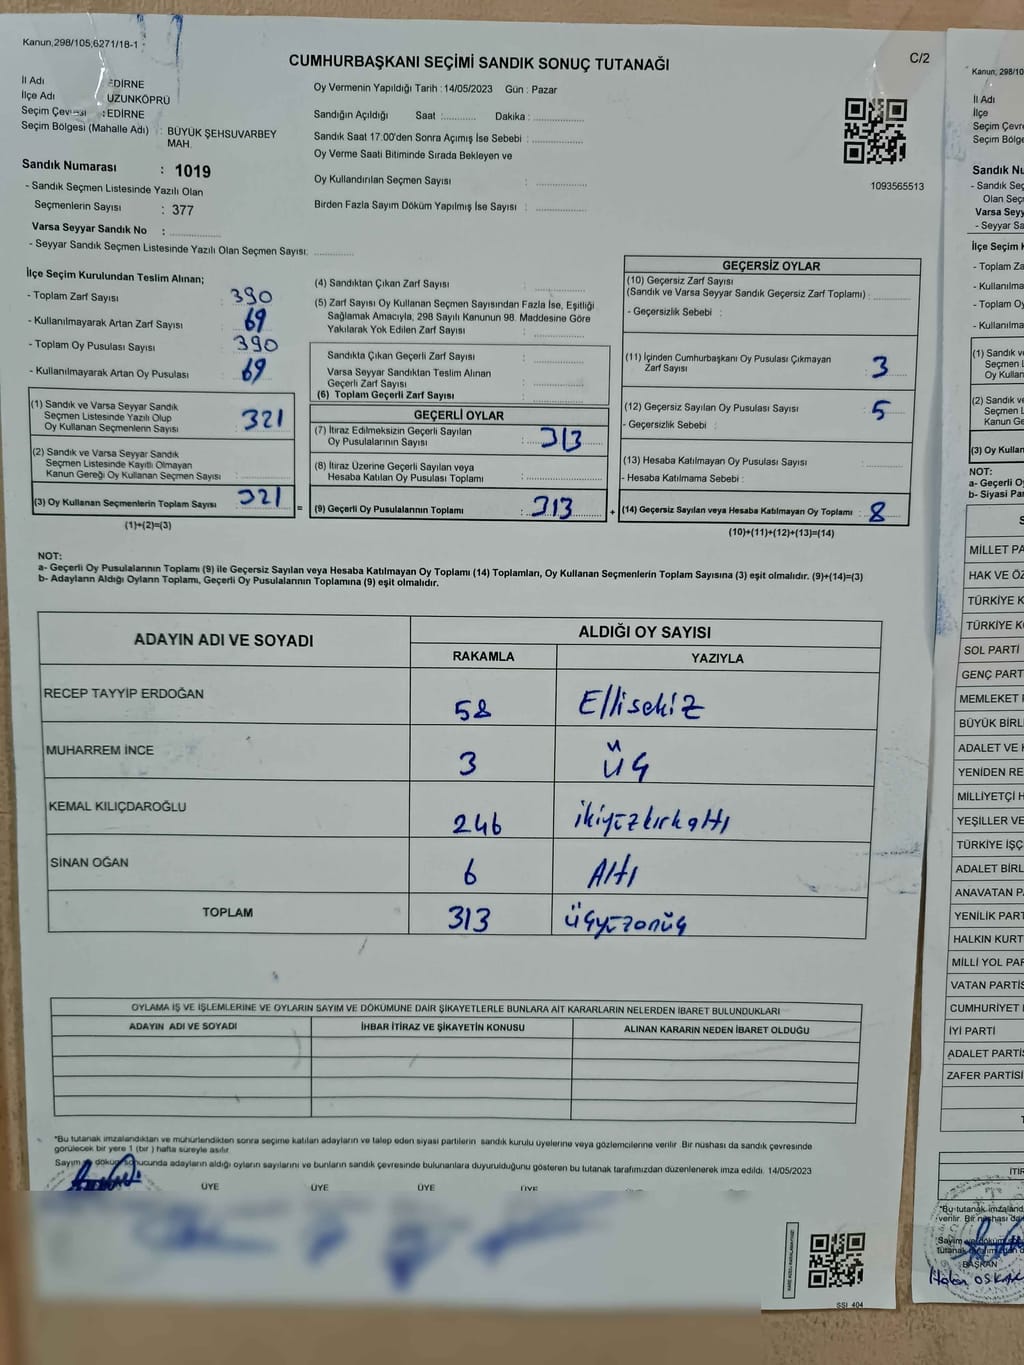 Kanun,298/105,6271/18-1
C/2
CUMHURBAŞKANI SEÇİMİ SANDIK SONUÇ TUTANAĞI
İl Adı : EDİRNE
İlçe Adı UZUNKÖPRÜ
Seçim Çevresi : EDİRNE
Seçim Bölgesi (Mahalle Adı) : BÜYÜK ŞEHSUVARBEY
MAH.
Sandık Numarası : 1019
- Sandık Seçmen Listesinde Yazılı Olan
Seçmenlerin Sayısı : 377
Varsa Seyyar Sandık No :
- Seyyar Sandık Seçmen Listesinde Yazılı Olan Seçmen Sayısı:
Oy Vermenin Yapıldığı Tarih : 14/05/2023 Gün : Pazar
Sandığın Açıldığı Saat : Dakika :
Sandık Saat 17.00'den Sonra Açımış İse Sebebi :
Oy Verme Saati Bitiminde Sırada Bekleyen ve
Oy Kullandırılan Seçmen Sayısı :
Birden Fazla Sayım Döküm Yapılmış İse Sayısı :
1093565513
İlçe Seçim Kurulundan Teslim Alınan;
- Toplam Zarf Sayısı : 390
- Kullanılmayarak Artan Zarf Sayısı : 69
- Toplam Oy Pusulası Sayısı : 390
- Kullanılmayarak Artan Oy Pusulası : 69
(1) Sandık ve Varsa Seyyar Sandık
Seçmen Listesinde Yazılı Olup
Oy Kullanan Seçmenlerin Sayısı : 321
(2) Sandık ve Varsa Seyyar Sandık
Seçmen Listesinde Kayıtlı Olmayan
Kanun Gereği Oy Kullanan Seçmen Sayısı :
(3) Oy Kullanan Seçmenlerin Toplam Sayısı : 321
(1)+(2)=(3)
(4) Sandıktan Çıkan Zarf Sayısı :
(5) Zarf Sayısı Oy Kullanan Seçmen Sayısından Fazla İse, Eşitliği
Sağlamak Amacıyla, 298 Sayılı Kanunun 98. Maddesine Göre
Yakılarak Yok Edilen Zarf Sayısı :
Sandıkta Çıkan Geçerli Zarf Sayısı :
Varsa Seyyar Sandıktan Teslim Alınan
Geçerli Zarf Sayısı :
(6) Toplam Geçerli Zarf Sayısı :
GEÇERLİ OYLAR
(7) İtiraz Edilmeksizin Geçerli Sayılan
Oy Pusulalarının Sayısı : 313
(8) İtiraz Üzerine Geçerli Sayılan veya
Hesaba Katılan Oy Pusulası Toplamı :
= (9) Geçerli Oy Pusulalarının Toplamı : 313 +
GEÇERSİZ OYLAR
(10) Geçersiz Zarf Sayısı
(Sandık ve Varsa Seyyar Sandık Geçersiz Zarf Toplamı) :
- Geçersizlik Sebebi :
(11) İçinden Cumhurbaşkanı Oy Pusulası Çıkmayan
Zarf Sayısı : 3
(12) Geçersiz Sayılan Oy Pusulası Sayısı : 5
- Geçersizlik Sebebi :
(13) Hesaba Katılmayan Oy Pusulası Sayısı :
- Hesaba Katılmama Sebebi :
(14) Geçersiz Sayılan veya Hesaba Katılmayan Oy Toplamı : 8
(10)+(11)+(12)+(13)=(14)
NOT:
a- Geçerli Oy Pusulalarının Toplamı (9) ile Geçersiz Sayılan veya Hesaba Katılmayan Oy Toplamı (14) Toplamları, Oy Kullanan Seçmenlerin Toplam Sayısına (3) eşit olmalıdır. (9)+(14)=(3)
b- Adayların Aldığı Oyların Toplamı, Geçerli Oy Pusulalarının Toplamına (9) eşit olmalıdır.
ADAYIN ADI VE SOYADI ALDIĞI OY SAYISI
RAKAMLA YAZIYLA
RECEP TAYYİP ERDOĞAN 58 Ellisekiz
MUHARREM İNCE 3 Üç
KEMAL KILIÇDAROĞLU 246 ikiyüzkırkaltı
SİNAN OĞAN 6 Altı
TOPLAM 313 üçyüzonüç
OYLAMA İŞ VE İŞLEMLERİNE VE OYLARIN SAYIM VE DÖKÜMÜNE DAİR ŞİKAYETLERLE BUNLARA AİT KARARLARIN NELERDEN İBARET BULUNDUKLARI
ADAYIN ADI VE SOYADI İHBAR İTİRAZ VE ŞİKAYETİN KONUSU ALINAN KARARIN NEDEN İBARET OLDUĞU
*Bu tutanak imzalandıktan ve mühürlendikten sonra seçime katılan adayların ve talep eden siyasi partilerin sandık kurulu üyelerine veya gözlemcilerine verilir. Bir nüshası da sandık çevresinde
görülecek bir yere 1 (bir) hafta süreyle asılır.
Sayım ve döküm sonucunda adayların aldığı oyların sayılarını ve bunların sandık çevresinde bulunanlara duyurulduğunu gösteren bu tutanak tarafımızdan düzenlenerek imza edildi. 14/05/2023
ÜYE ÜYE ÜYE ÜYE
SSİ 404
Kanun, 298/10
İl Adı
İlçe
Seçim Çevre
Seçim Bölge
Sandık Nu
- Sandık Seç
Olan Seç
Varsa Seyy
- Seyyar Sa
İlçe Seçim K
- Toplam Za
- Kullanılma
- Toplam Oy
- Kullanılma
(1) Sandık v
Seçmen L
Oy Kullan
(2) Sandık ve
Seçmen L
Kanun Ge
(3) Oy Kullan
NOT:
a- Geçerli Oy
b- Siyasi Par
MİLLET PA
HAK VE ÖZ
TÜRKİYE K
TÜRKİYE KO
SOL PARTİ
GENÇ PART
MEMLEKET
BÜYÜK BİRL
ADALET VE K
YENİDEN RE
MİLLİYETÇİ H
YEŞİLLER VE
TÜRKİYE İŞÇ
ADALET BİRL
ANAVATAN PA
YENİLİK PART
HALKIN KURT
MİLLİ YOL PAR
VATAN PARTİS
CUMHURİYET
İYİ PARTİ
ADALET PARTİS
ZAFER PARTİSİ
T
İTİR
*Bu tutanak imzaland
verilir. Bir nüshası da
BAŞKAN